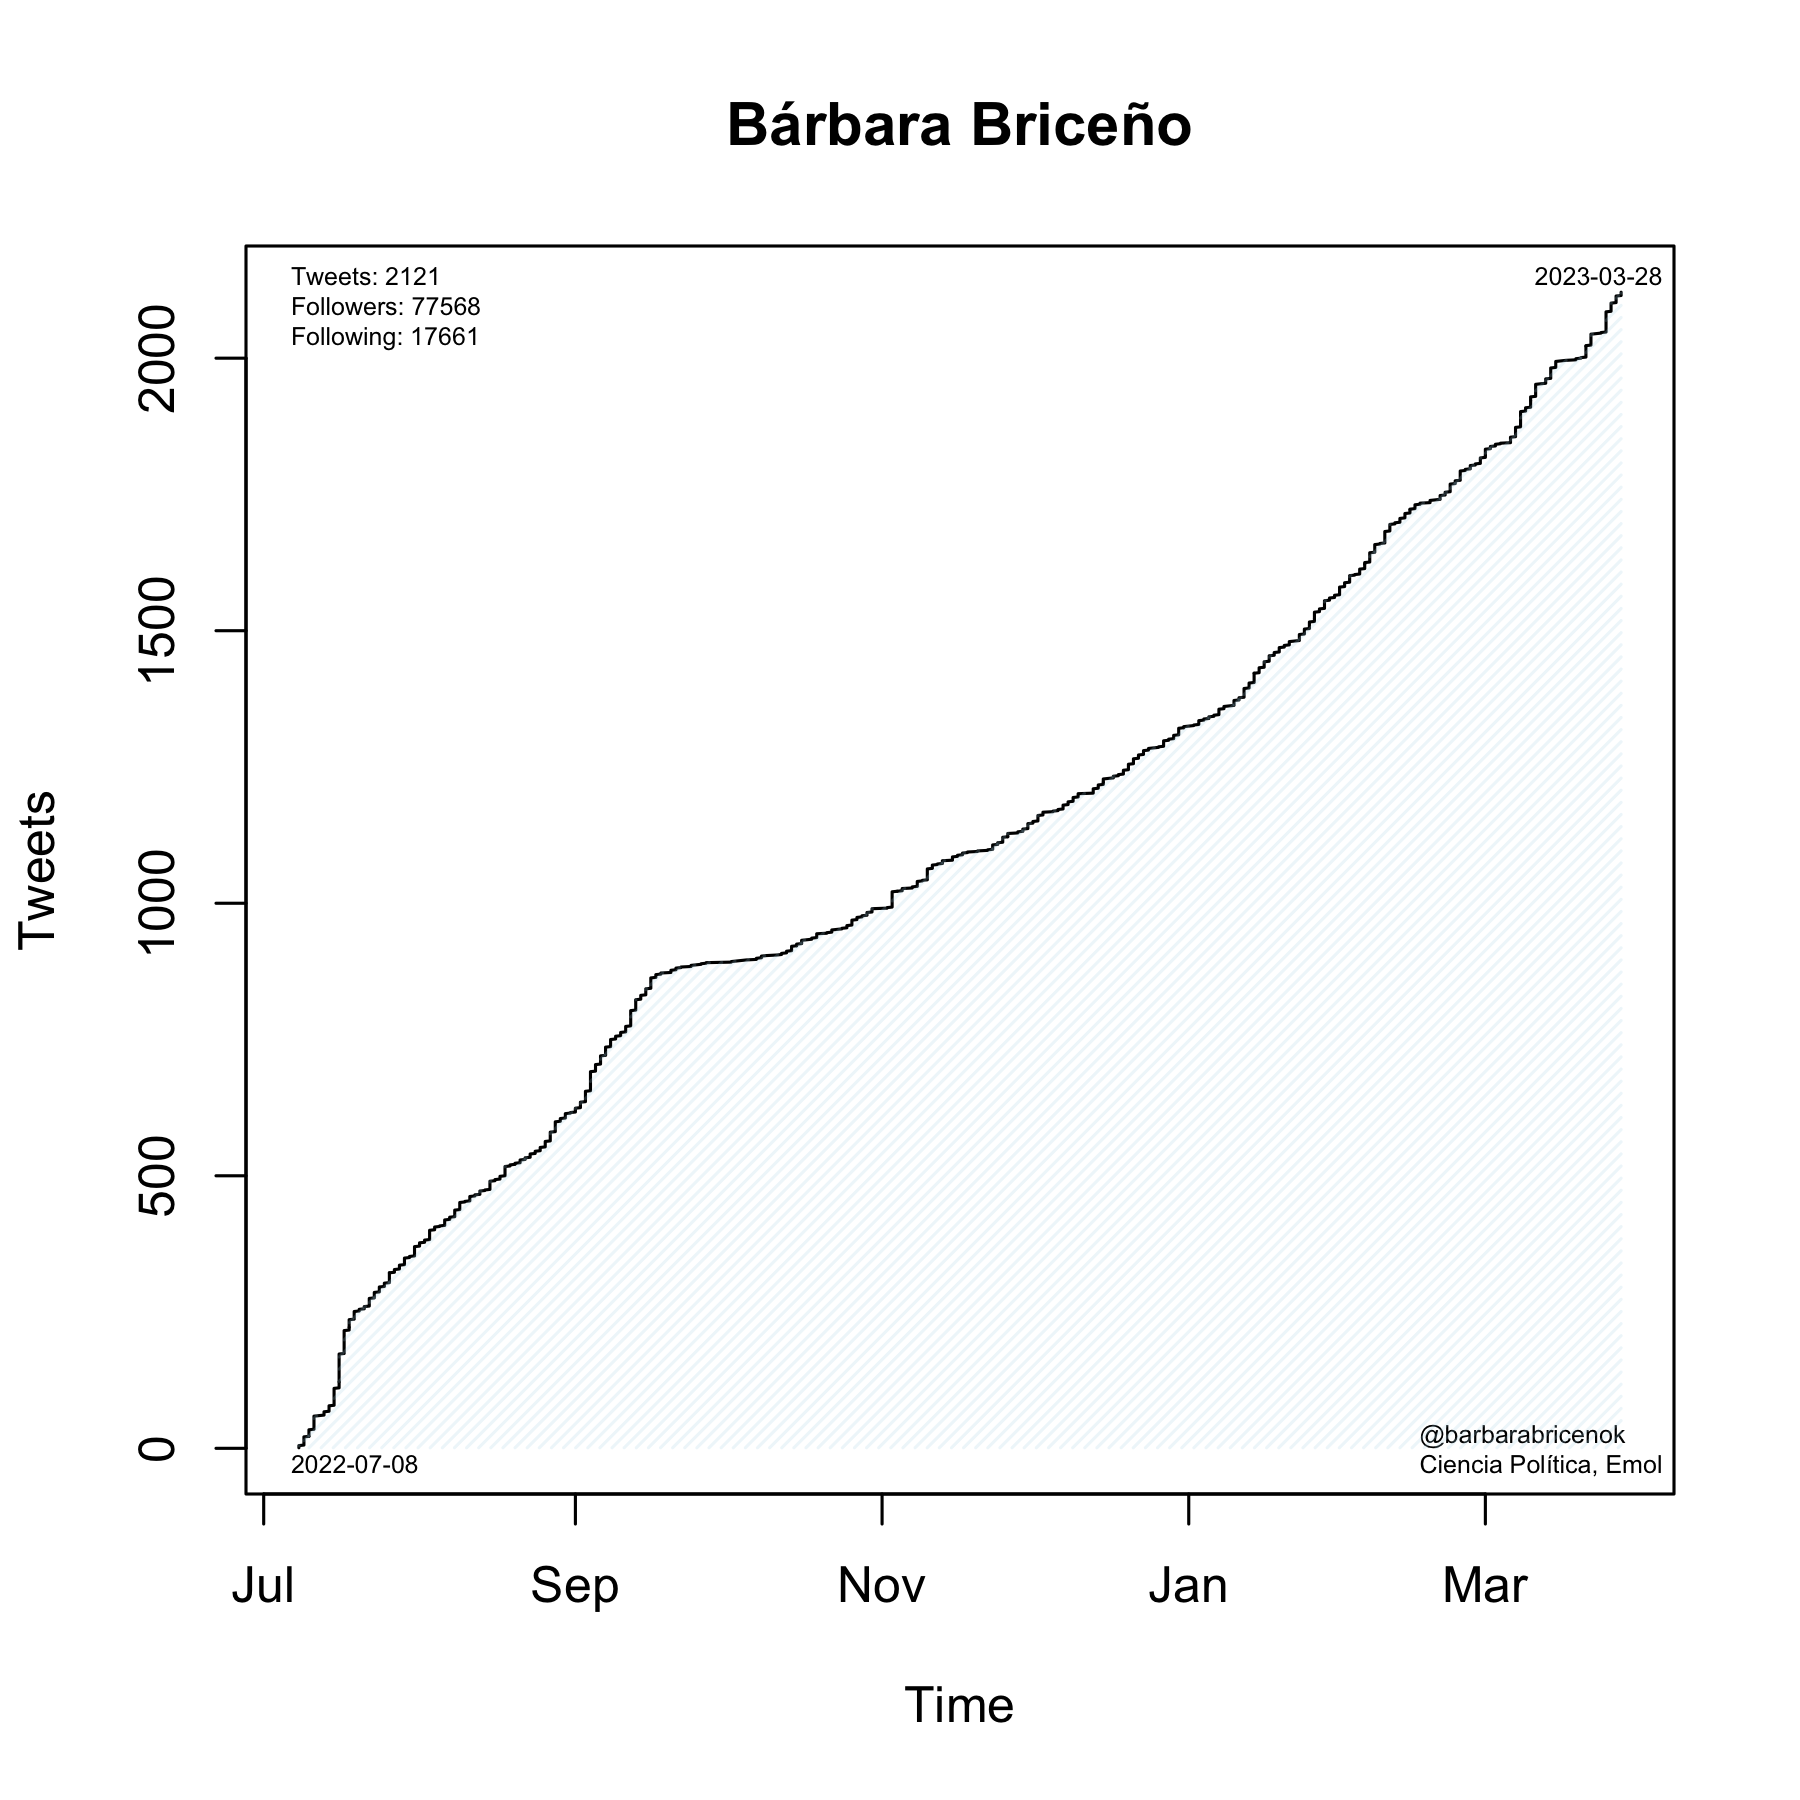 Bárbara Briceño
Tweets: 2121
Followers: 77568
Following: 17661
2023-03-28
2000
1500
1000
500
0
Tweets
@barbarabricenok
Ciencia Política, Emol
2022-07-08
Jul Sep Nov Jan Mar
Time